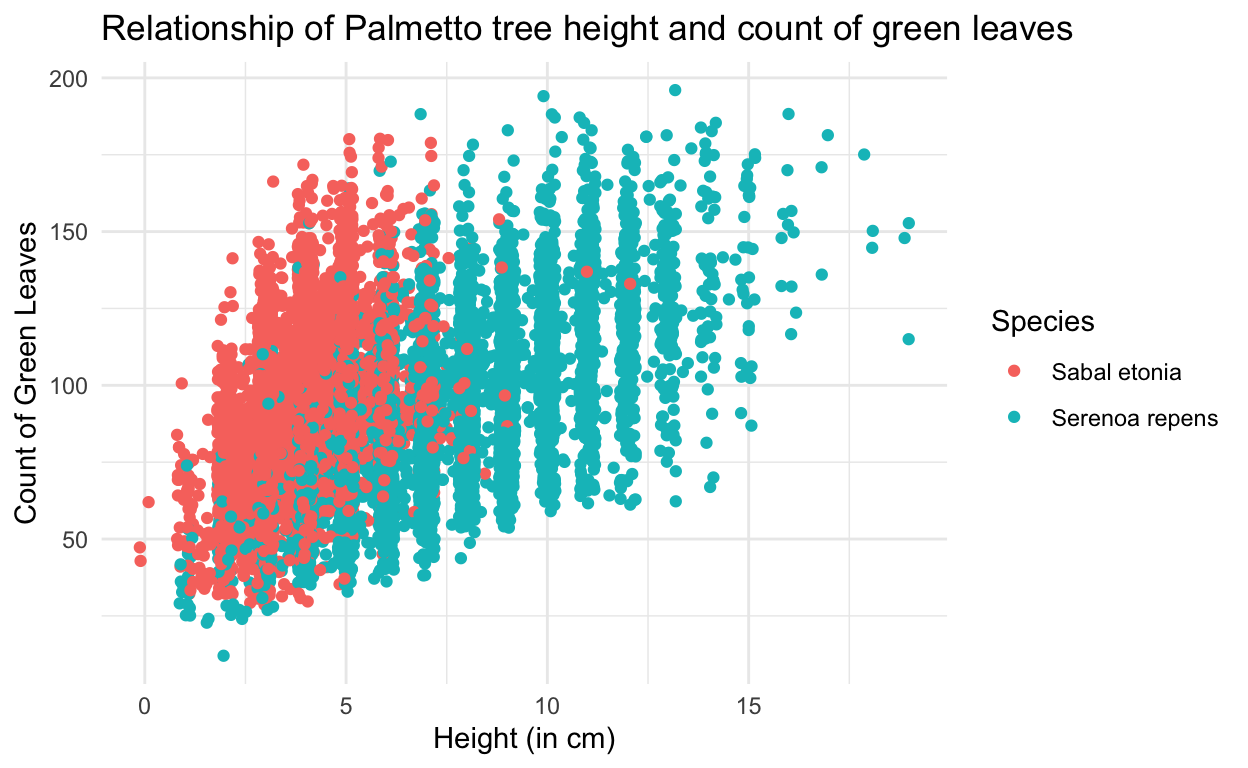 Relationship of Palmetto tree height and count of green leaves
200
150
100
50
Count of Green Leaves
0 5 10 15
Height (in cm)
Species
Sabal etonia
Serenoa repens